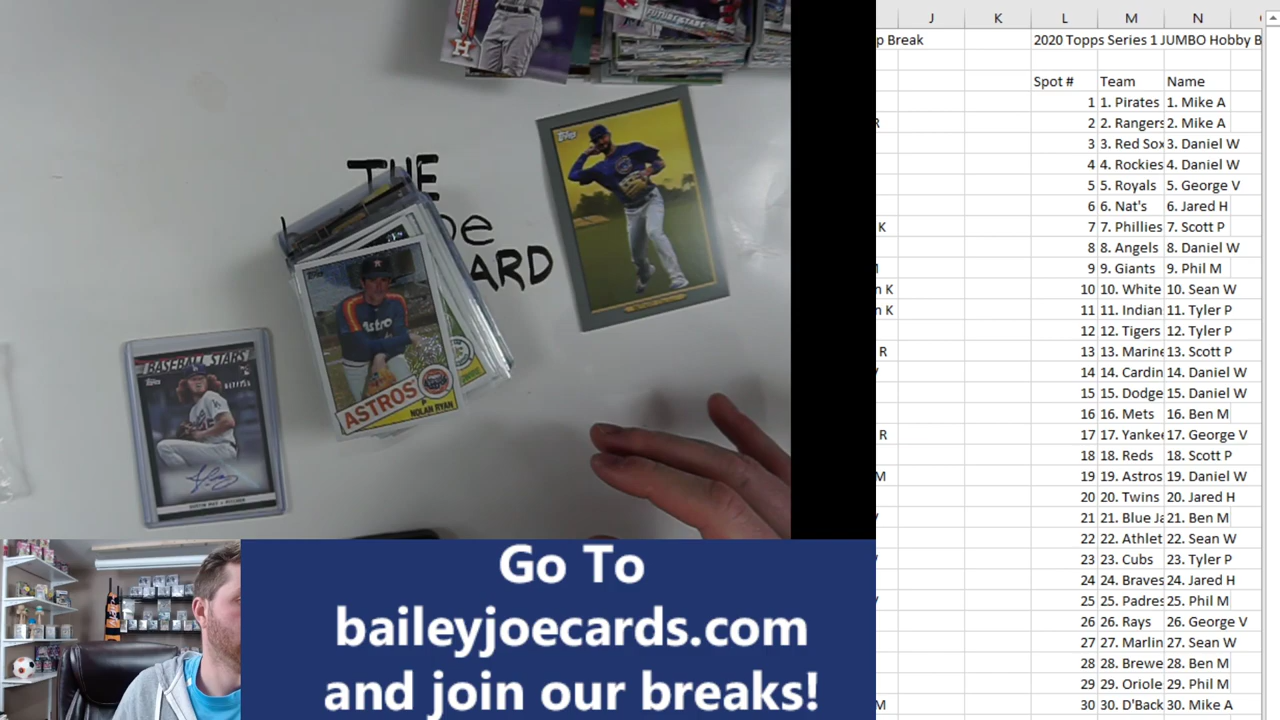 THE
ARD
Topps
BASEBALL STARS
Topps
ASTROS
P
NOLAN RYAN
Astro
FUTURE STARS
Go To
baileyjoecards.com
and join our breaks!
J K L M N
p Break 2020 Topps Series 1 JUMBO Hobby B
Spot # Team Name
1 1. Pirates 1. Mike A
R 2 2. Rangers 2. Mike A
3 3. Red Sox 3. Daniel W
4 4. Rockies 4. Daniel W
5 5. Royals 5. George V
6 6. Nat's 6. Jared H
K 7 7. Phillies 7. Scott P
8 8. Angels 8. Daniel W
9 9. Giants 9. Phil M
n K 10 10. White 10. Sean W
n K 11 11. Indian 11. Tyler P
12 12. Tigers 12. Tyler P
R 13 13. Marine 13. Scott P
14 14. Cardin 14. Daniel W
15 15. Dodge 15. Daniel W
16 16. Mets 16. Ben M
R 17 17. Yankee 17. George V
18 18. Reds 18. Scott P
M 19 19. Astros 19. Daniel W
20 20. Twins 20. Jared H
21 21. Blue Ja 21. Ben M
22 22. Athlet 22. Sean W
23 23. Cubs 23. Tyler P
24 24. Braves 24. Jared H
25 25. Padres 25. Phil M
26 26. Rays 26. George V
27 27. Marlin 27. Sean W
28 28. Brewe 28. Ben M
29 29. Oriole 29. Phil M
M 30 30. D'Back 30. Mike A